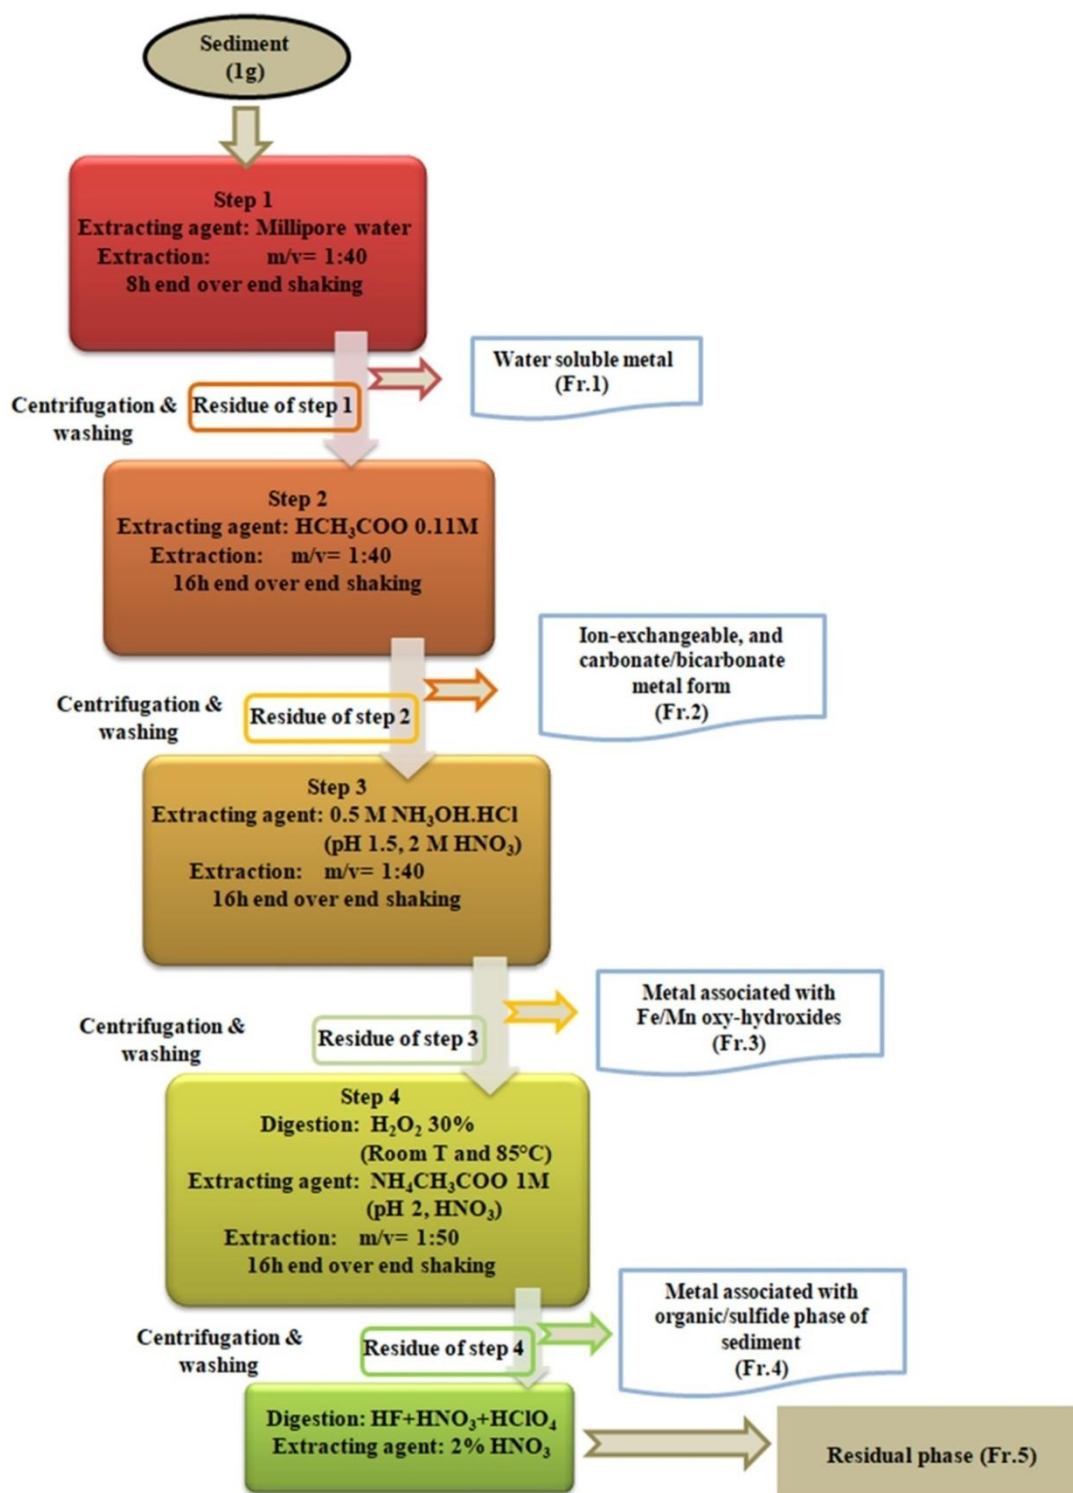 Sediment
(1g)
Step 1
Extracting agent: Millipore water
Extraction: m/v= 1:40
8h end over end shaking
Water soluble metal
(Fr.1)
Centrifugation &
washing
Residue of step 1
Step 2
Extracting agent: HCH₃COO 0.11M
Extraction: m/v= 1:40
16h end over end shaking
Ion-exchangeable, and
carbonate/bicarbonate
metal form
(Fr.2)
Centrifugation &
washing
Residue of step 2
Step 3
Extracting agent: 0.5 M NH₃OH.HCl
(pH 1.5, 2 M HNO₃)
Extraction: m/v= 1:40
16h end over end shaking
Metal associated with
Fe/Mn oxy-hydroxides
(Fr.3)
Centrifugation &
washing
Residue of step 3
Step 4
Digestion: H₂O₂ 30%
(Room T and 85°C)
Extracting agent: NH₄CH₃COO 1M
(pH 2, HNO₃)
Extraction: m/v= 1:50
16h end over end shaking
Metal associated with
organic/sulfide phase of
sediment
(Fr.4)
Centrifugation &
washing
Residue of step 4
Digestion: HF+HNO₃+HClO₄
Extracting agent: 2% HNO₃
Residual phase (Fr.5)